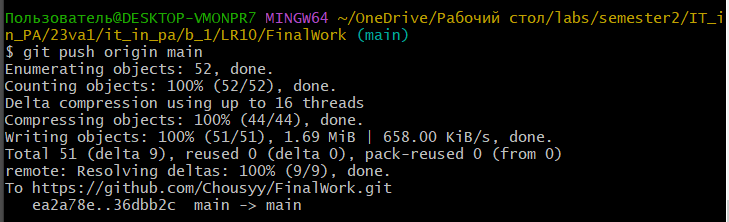 Пользователь@DESKTOP-VMONPR7 MINGW64 ~/OneDrive/Рабочий стол/labs/semester2/IT_i
n_PA/23va1/it_in_pa/b_1/LR10/FinalWork (main)
$ git push origin main
Enumerating objects: 52, done.
Counting objects: 100% (52/52), done.
Delta compression using up to 16 threads
Compressing objects: 100% (44/44), done.
Writing objects: 100% (51/51), 1.69 MiB | 658.00 KiB/s, done.
Total 51 (delta 9), reused 0 (delta 0), pack-reused 0 (from 0)
remote: Resolving deltas: 100% (9/9), done.
To https://github.com/Chousyy/FinalWork.git
   ea2a78e..36dbb2c  main -> main